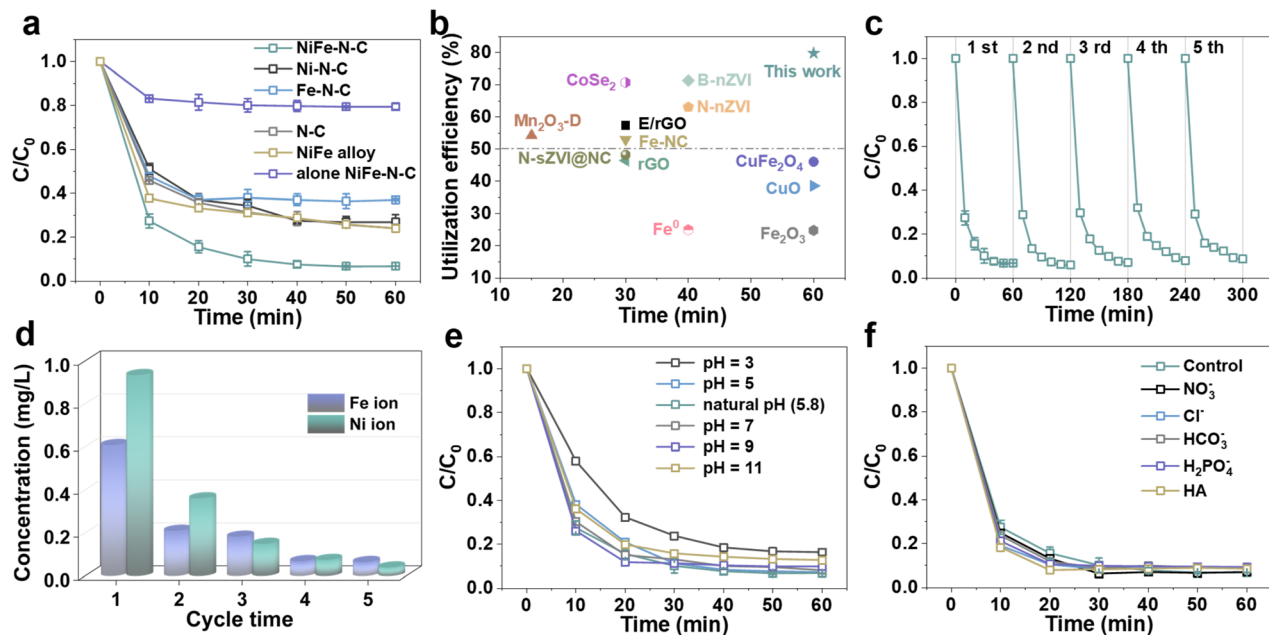 a
C/C₀
1.0
0.8
0.6
0.4
0.2
0.0
NiFe-N-C
Ni-N-C
Fe-N-C
N-C
NiFe alloy
alone NiFe-N-C
0 10 20 30 40 50 60
Time (min)
b
Utilization efficiency (%)
80
70
60
50
40
30
20
10
This work
CoSe₂
B-nZVI
N-nZVI
Mn₂O₃-D
E/rGO
Fe-NC
N-sZVI@NC
rGO
CuFe₂O₄
CuO
Fe⁰
Fe₂O₃
10 20 30 40 50 60
Time (min)
c
C/C₀
1.0
0.8
0.6
0.4
0.2
0.0
1 st 2 nd 3 rd 4 th 5 th
0 60 120 180 240 300
Time (min)
d
Concentration (mg/L)
1.0
0.8
0.6
0.4
0.2
0.0
Fe ion
Ni ion
1 2 3 4 5
Cycle time
e
C/C₀
1.0
0.8
0.6
0.4
0.2
0.0
pH = 3
pH = 5
natural pH (5.8)
pH = 7
pH = 9
pH = 11
0 10 20 30 40 50 60
Time (min)
f
C/C₀
1.0
0.8
0.6
0.4
0.2
0.0
Control
NO₃⁻
Cl⁻
HCO₃⁻
H₂PO₄⁻
HA
0 10 20 30 40 50 60
Time (min)